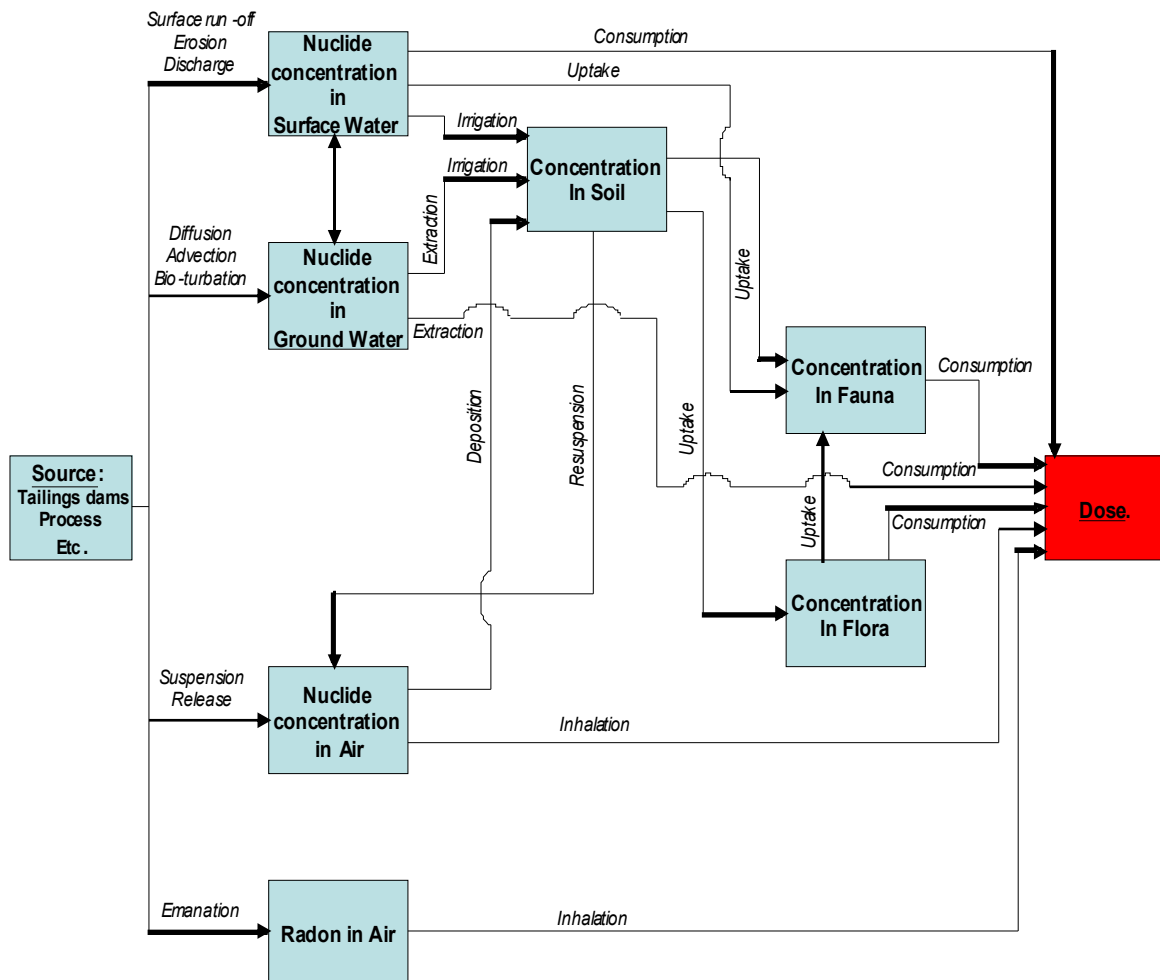 Surface run -off
Erosion
Discharge
Nuclide
concentration
in
Surface Water
Consumption
Uptake
Irrigation
Irrigation
Extraction
Concentration
In Soil
Diffusion
Advection
Bio -turbation
Nuclide
concentration
in
Ground Water
Extraction
Uptake
Concentration
In Fauna
Consumption
Deposition
Resuspension
Uptake
Source:
Tailings dams
Process
Etc.
Consumption
Dose.
Consumption
Uptake
Concentration
In Flora
Suspension
Release
Nuclide
concentration
in Air
Inhalation
Emanation
Radon in Air
Inhalation